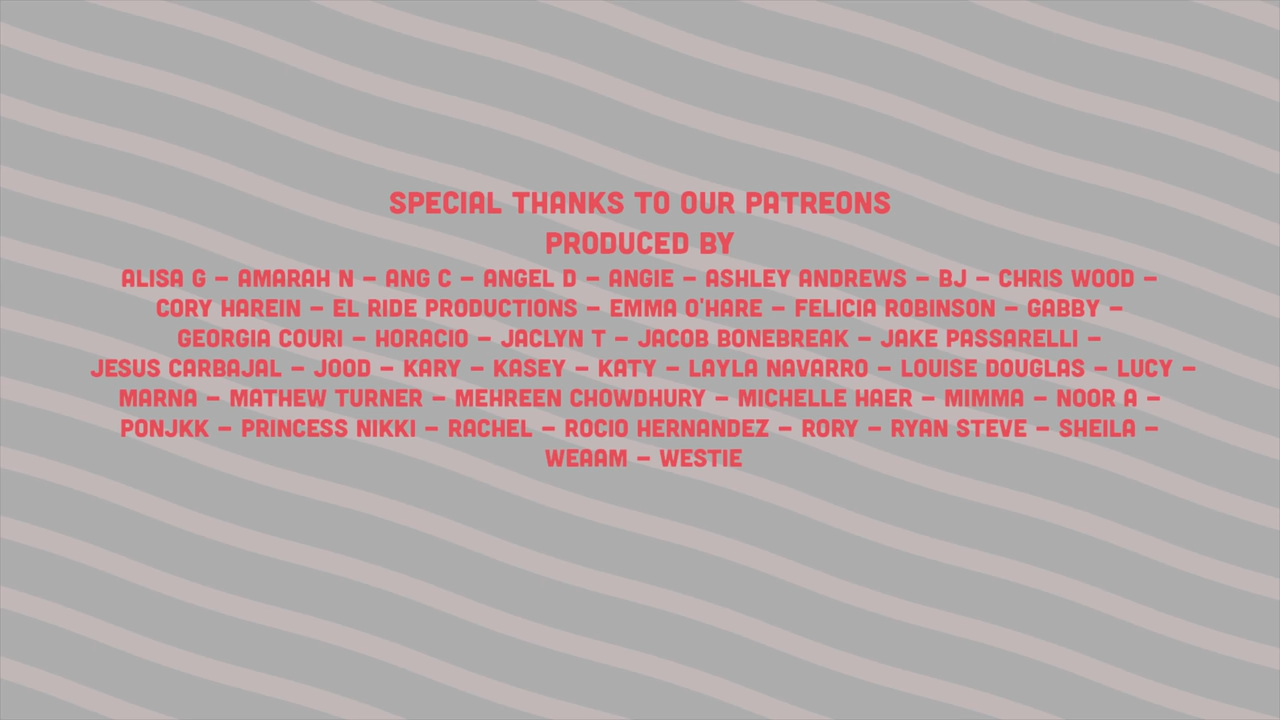 SPECIAL THANKS TO OUR PATREONS
PRODUCED BY
ALISA G – AMARAH N – ANG C – ANGEL D – ANGIE – ASHLEY ANDREWS – BJ – CHRIS WOOD –
CORY HAREIN – EL RIDE PRODUCTIONS – EMMA O'HARE – FELICIA ROBINSON – GABBY –
GEORGIA COURI – HORACIO – JACLYN T – JACOB BONEBREAK – JAKE PASSARELLI –
JESUS CARBAJAL – JOOD – KARY – KASEY – KATY – LAYLA NAVARRO – LOUISE DOUGLAS – LUCY –
MARNA – MATHEW TURNER – MEHREEN CHOWDHURY – MICHELLE HAER – MIMMA – NOOR A –
PONJKK – PRINCESS NIKKI – RACHEL – ROCIO HERNANDEZ – RORY – RYAN STEVE – SHEILA –
WEAAM – WESTIE